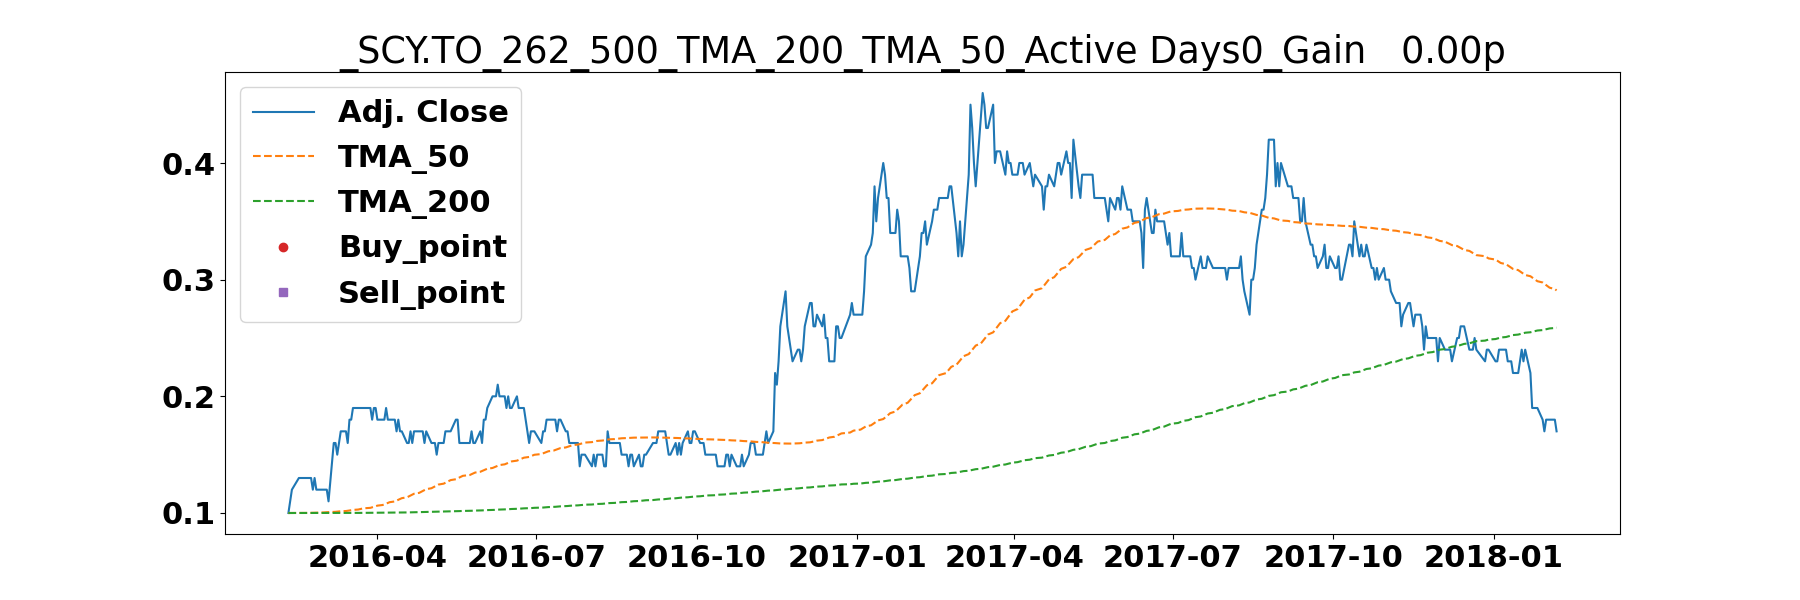 _SCY.TO_262_500_TMA_200_TMA_50_Active Days0_Gain   0.00p
Adj. Close
TMA_50
TMA_200
Buy_point
Sell_point
0.4
0.3
0.2
0.1
2016-04 2016-07 2016-10 2017-01 2017-04 2017-07 2017-10 2018-01